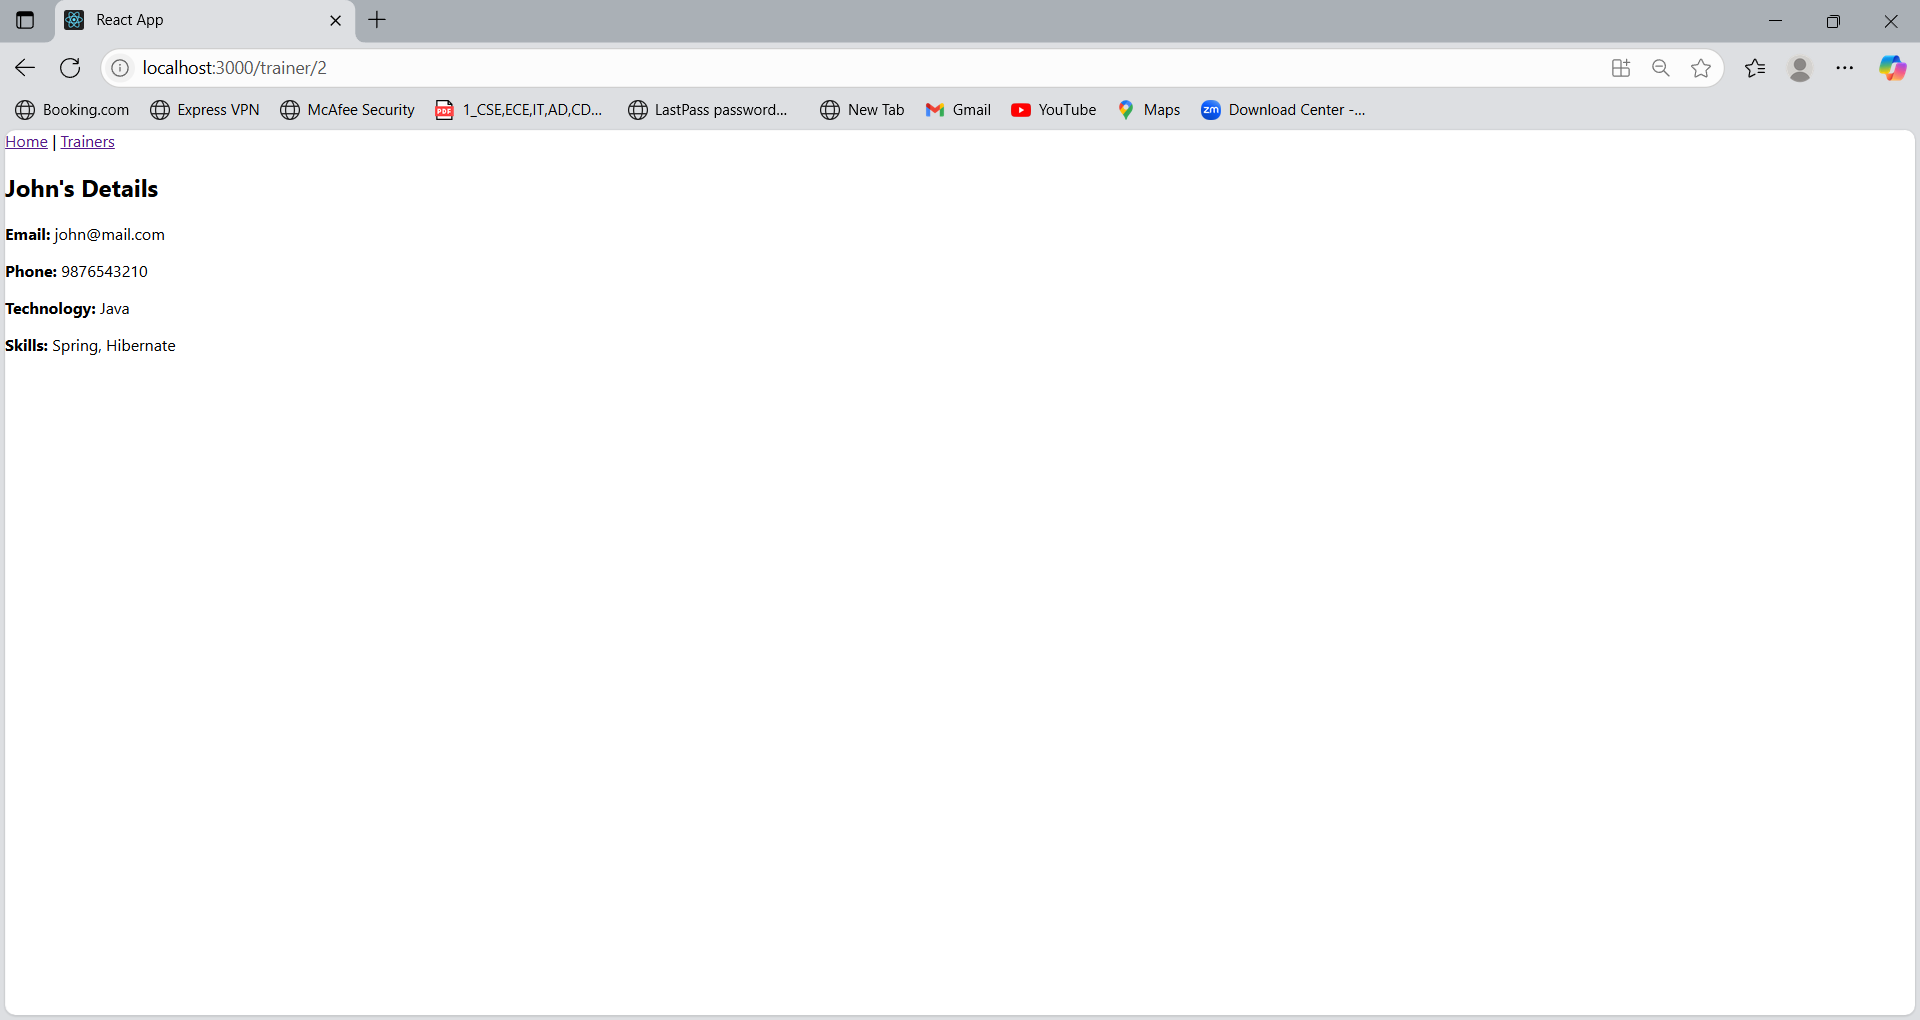 React App
localhost:3000/trainer/2
Booking.com Express VPN McAfee Security 1_CSE,ECE,IT,AD,CD... LastPass password... New Tab Gmail YouTube Maps Download Center -...
Home | Trainers
John's Details
Email: john@mail.com
Phone: 9876543210
Technology: Java
Skills: Spring, Hibernate